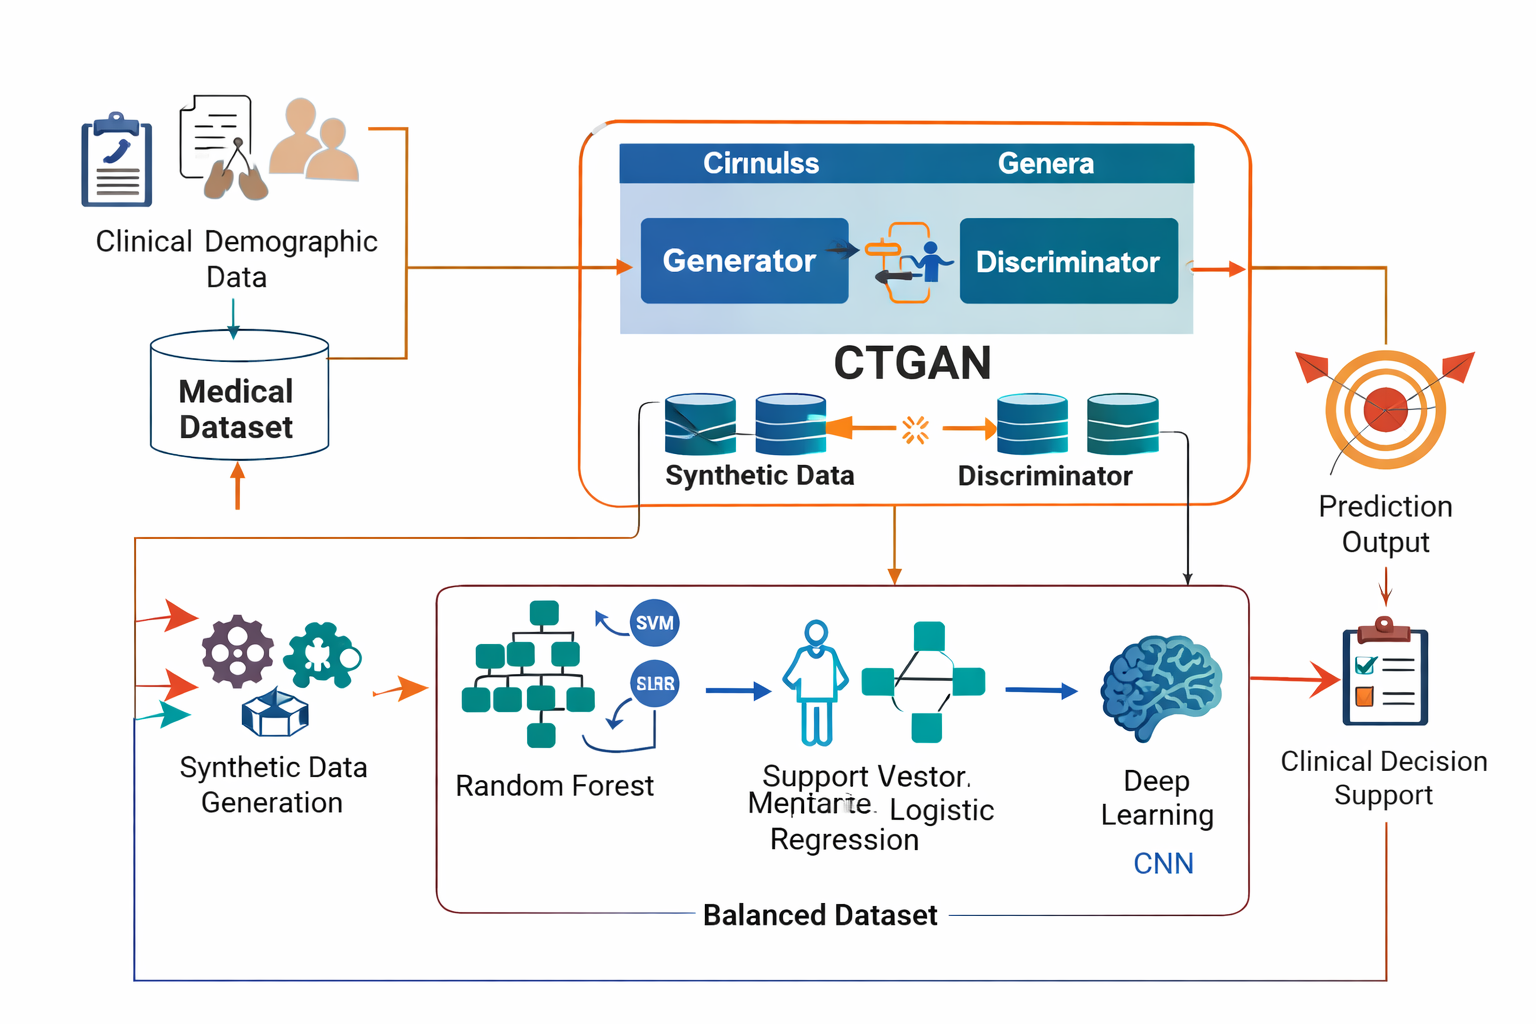 Clinical Demographic
Data
Medical
Dataset
Cirınulss
Genera
Generator
Discriminator
CTGAN
Synthetic Data
Discriminator
Prediction
Output
Synthetic Data
Generation
SVM
Random Forest
Support Vestor.
Logistic
Regression
Deep
Learning
CNN
Balanced Dataset
Clinical Decision
Support